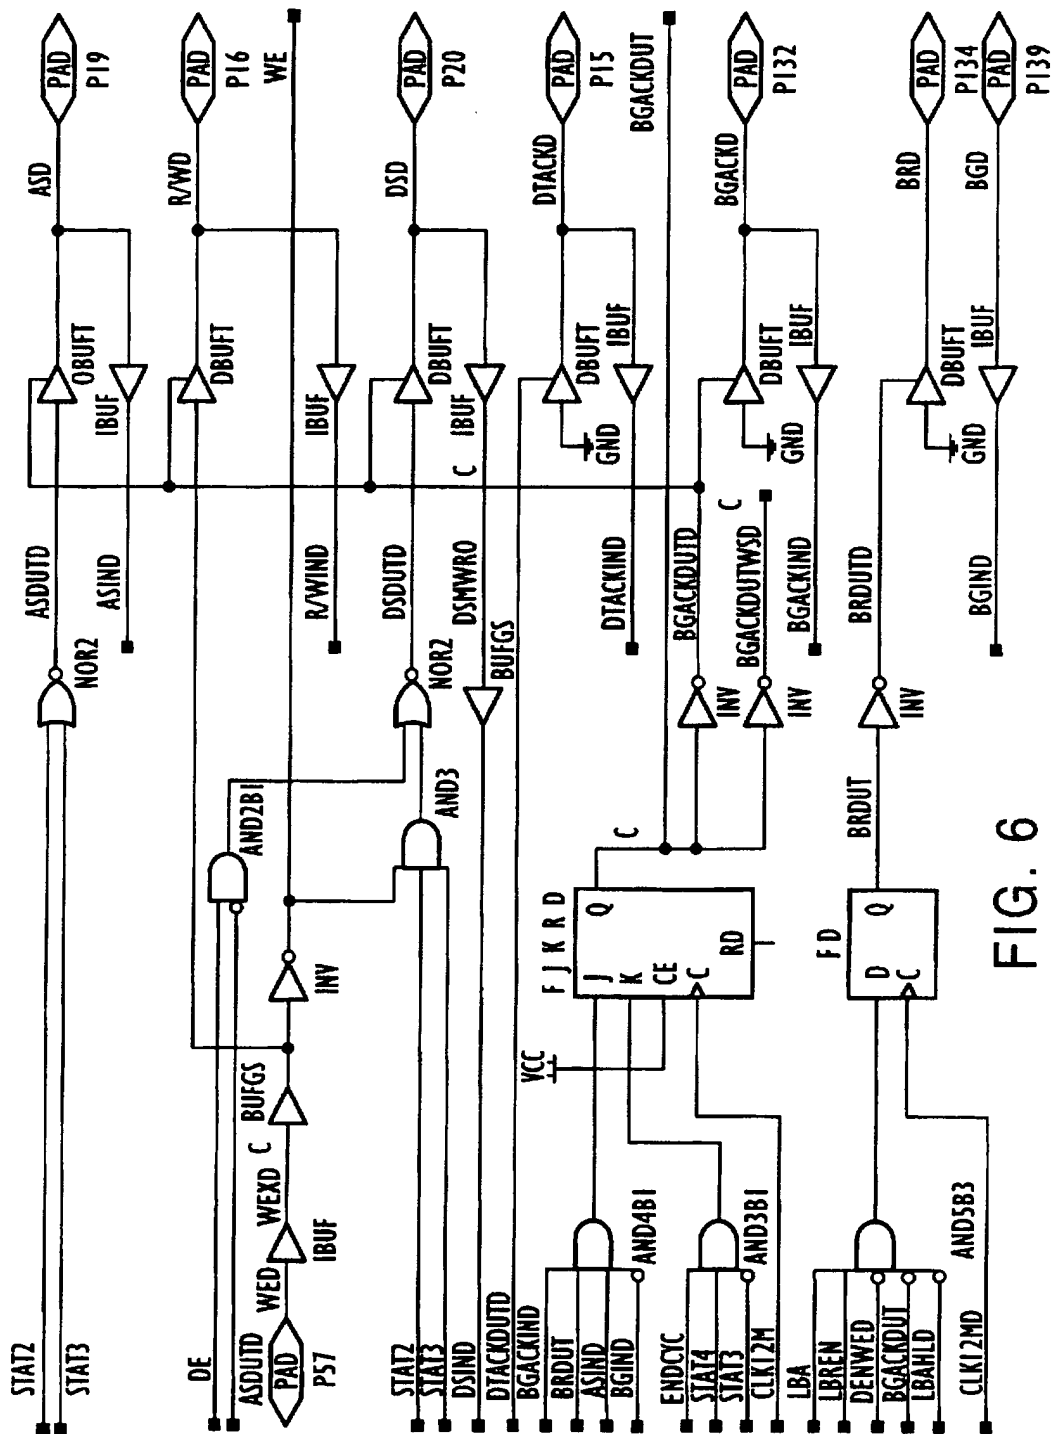 STAT2
STAT3
NOR2
ASDUTD
OBUFT
ASD
PAD
P19
ASIND
IBUF
DE
ASDUTD
AND2B1
DBUFT
R/WD
PAD
P16
PAD
P57
WED
IBUF
WEXD
C
BUFGS
INV
WE
R/WIND
IBUF
STAT2
STAT3
AND3
NOR2
DSDUTD
DBUFT
DSD
PAD
P20
DSIND
BUFGS
DSMWRO
C
IBUF
DTACKDUTD
DBUFT
GND
DTACKD
PAD
P15
DTACKIND
IBUF
BGACKIND
BRDUT
ASIND
BGIND
AND4B1
VCC
F J K R D
J
K
CE
C
Q
RD
C
BGACKDUT
ENDCYC
STAT4
STAT3
AND3B1
CLK12M
INV
BGACKDUTD
INV
BGACKDUTWSD
C
DBUFT
GND
BGACKD
PAD
P132
BGACKIND
IBUF
LBA
LBREN
DENWED
BGACKDUT
LBAHLD
AND5B3
CLK12MD
F D
D
C
Q
BRDUT
INV
BRDUTD
DBUFT
GND
BRD
PAD
P134
BGIND
IBUF
BGD
PAD
P139
FIG. 6